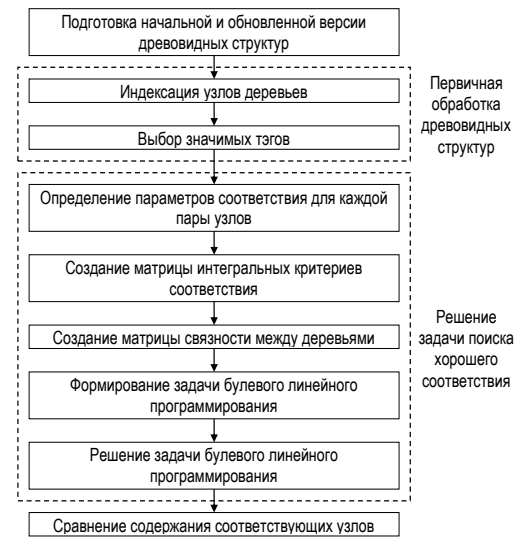 Подготовка начальной и обновленной версии
древовидных структур
Индексация узлов деревьев
Выбор значимых тэгов
Первичная
обработка
древовидных
структур
Определение параметров соответствия для каждой
пары узлов
Создание матрицы интегральных критериев
соответствия
Создание матрицы связности между деревьями
Формирование задачи булевого линейного
программирования
Решение задачи булевого линейного
программирования
Решение
задачи поиска
хорошего
соответствия
Сравнение содержания соответствующих узлов